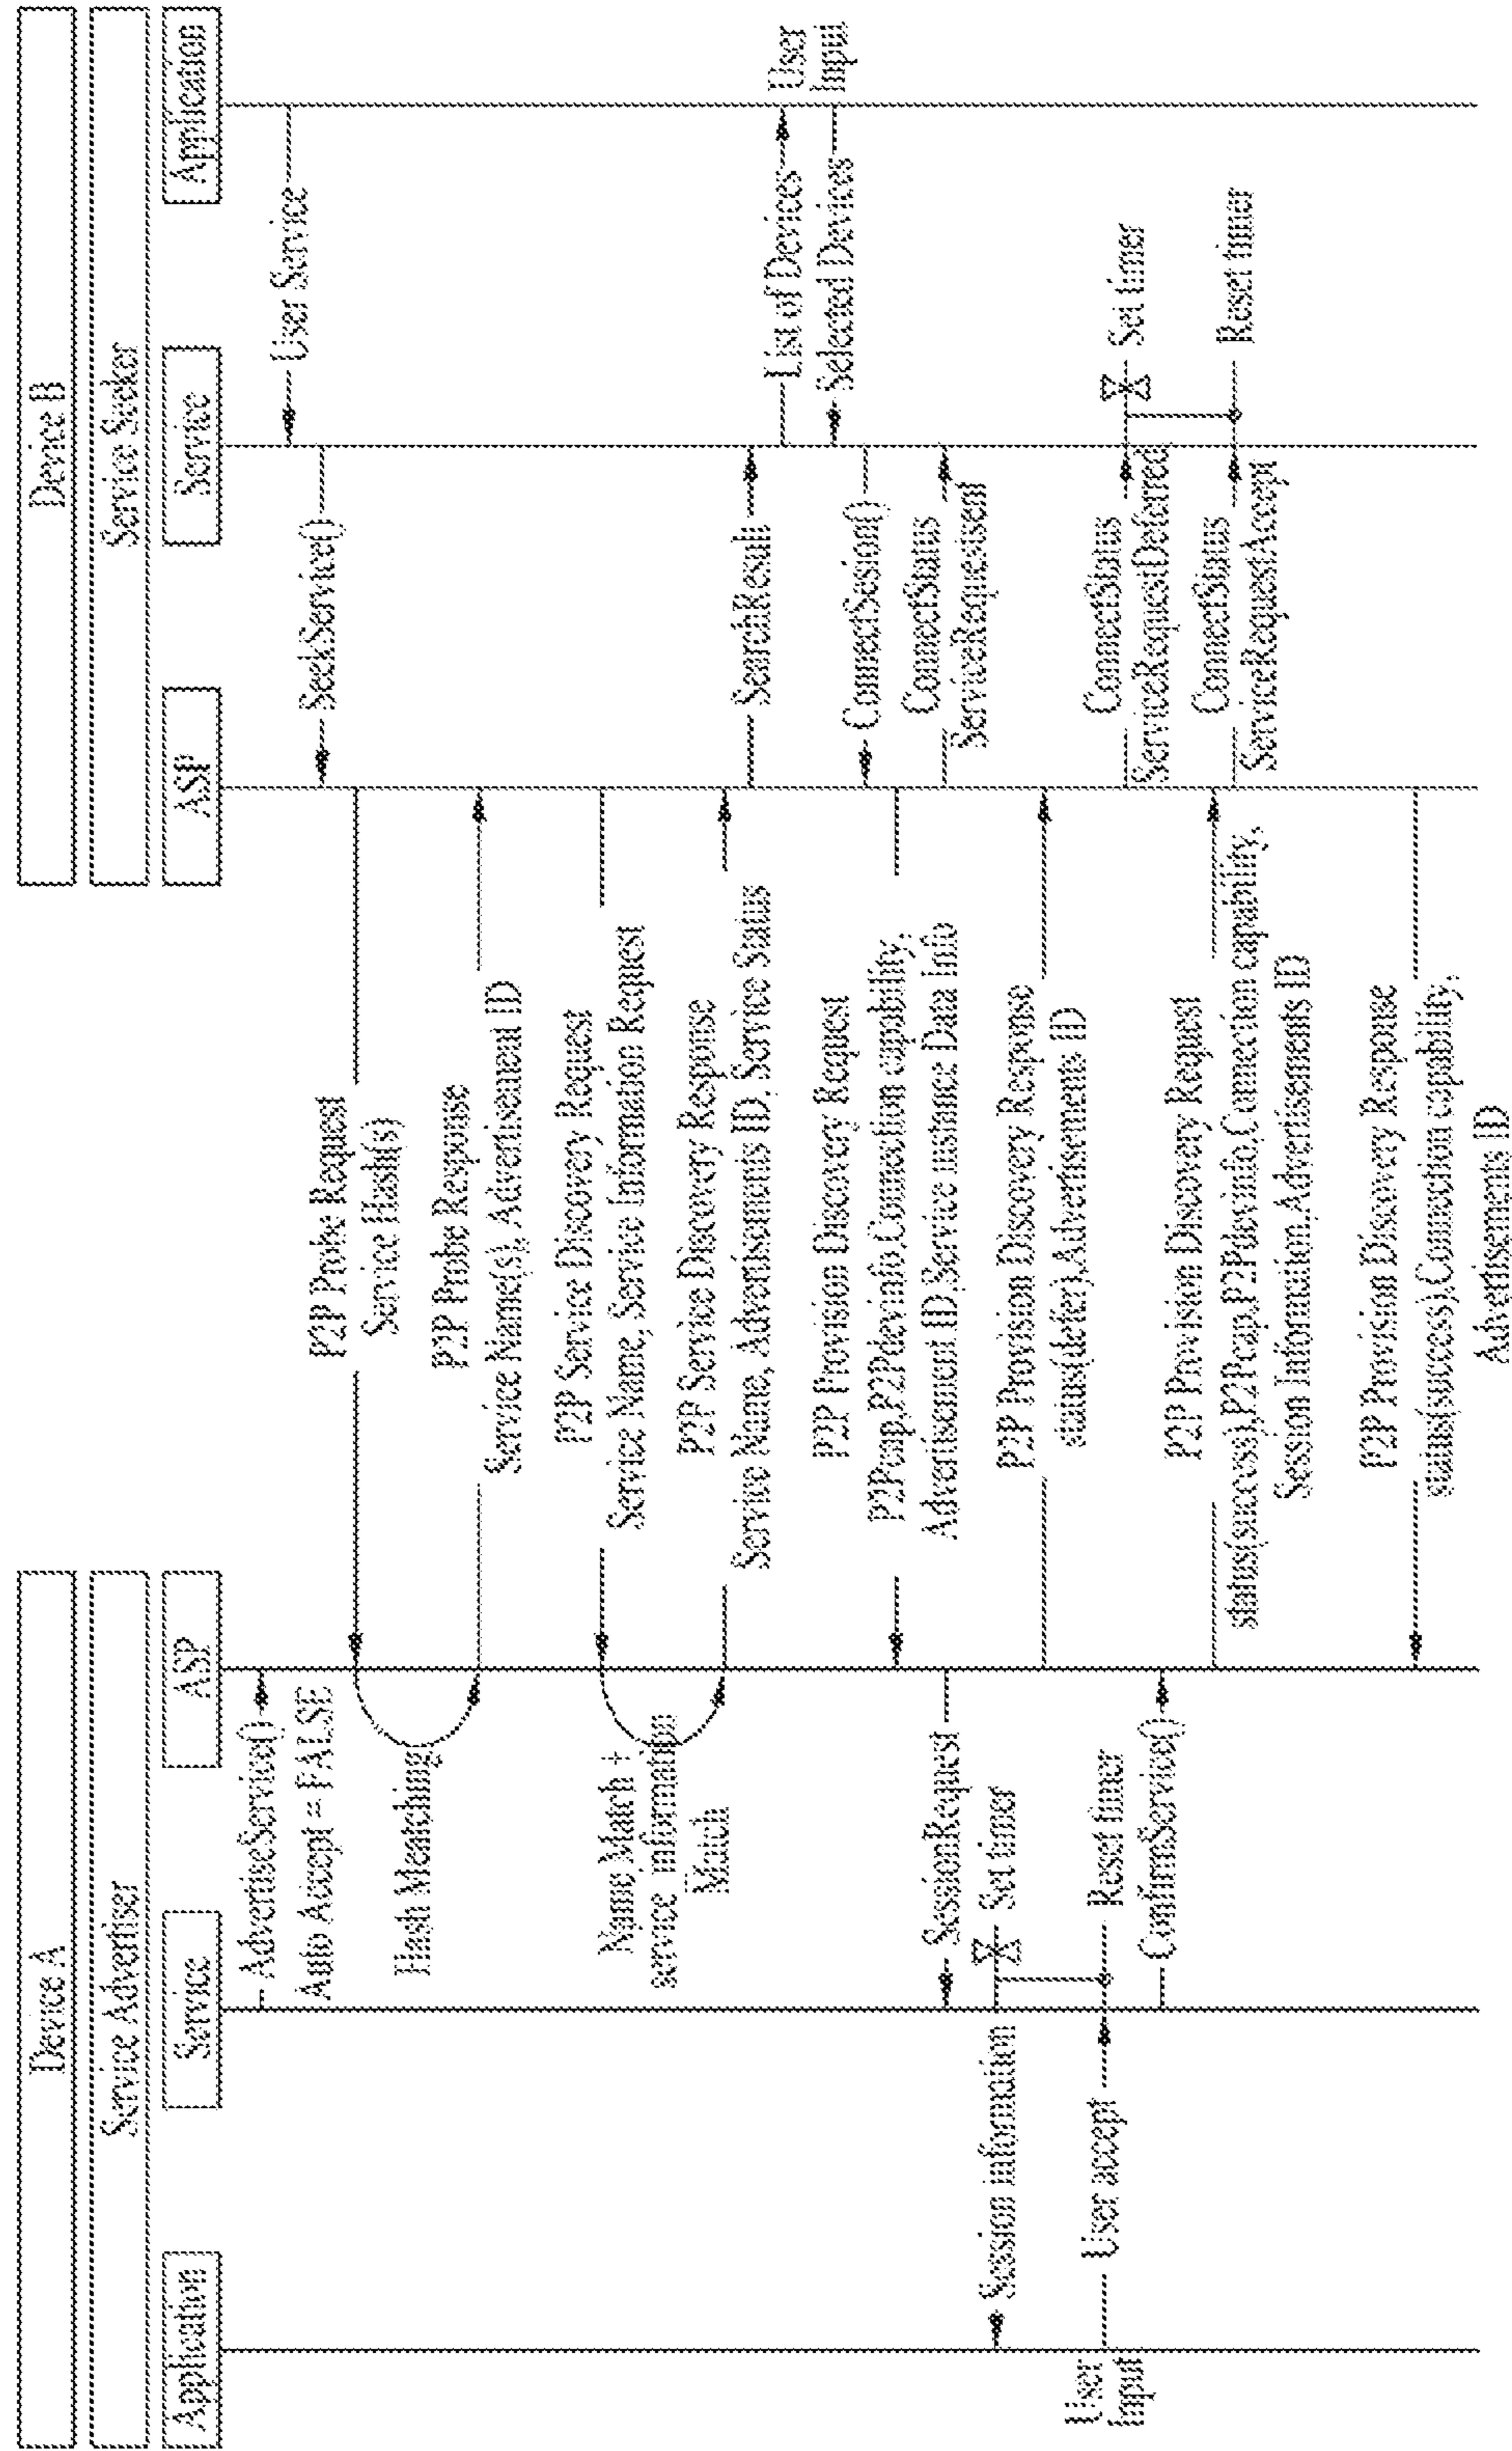 Device A
Device B
Service Advertiser
Service Seeker
Application
Service
ASP
ASP
Service
Application
AdvertiseService()
Auto Accept = FALSE
User Service
SeekService()
P2P Probe Request
Service Hash(s)
Hash Meatching
P2P Probe Response
Service Name(s), Advertisement ID
P2P Service Discovery Request
Service Name, Service Information Request
Name Match +
service information
Match
P2P Service Discovery Response
Service Name, Advertisements ID, Service Status
SearchResult
List of Devices
User
Input
Selected Devices
ConnectSesion()
P2P Provision Discovery Request
P2Pcap,P2Pdevinfo,Connection capability,
Advertisement ID,Service instance Data Info
ConnectStatus
ServiceRequestsent
SessionRequest
Session information
Set timer
P2P Provision Discovery Response
status(defer),Advertisements ID
ConnectStatus
ServiceRequestDeferred
Set timer
User
Input
User accept
Reset timer
ConfirmService()
P2P Provision Discovery Request
status(success),P2Pcap,P2Pdevinfo,Connection capability,
Session Information,Advertisements ID
ConnectStatus
ServiceRequestAccept
Reset timer
P2P Provision Discovery Response
status(success),Connection capability,
Advertisements ID